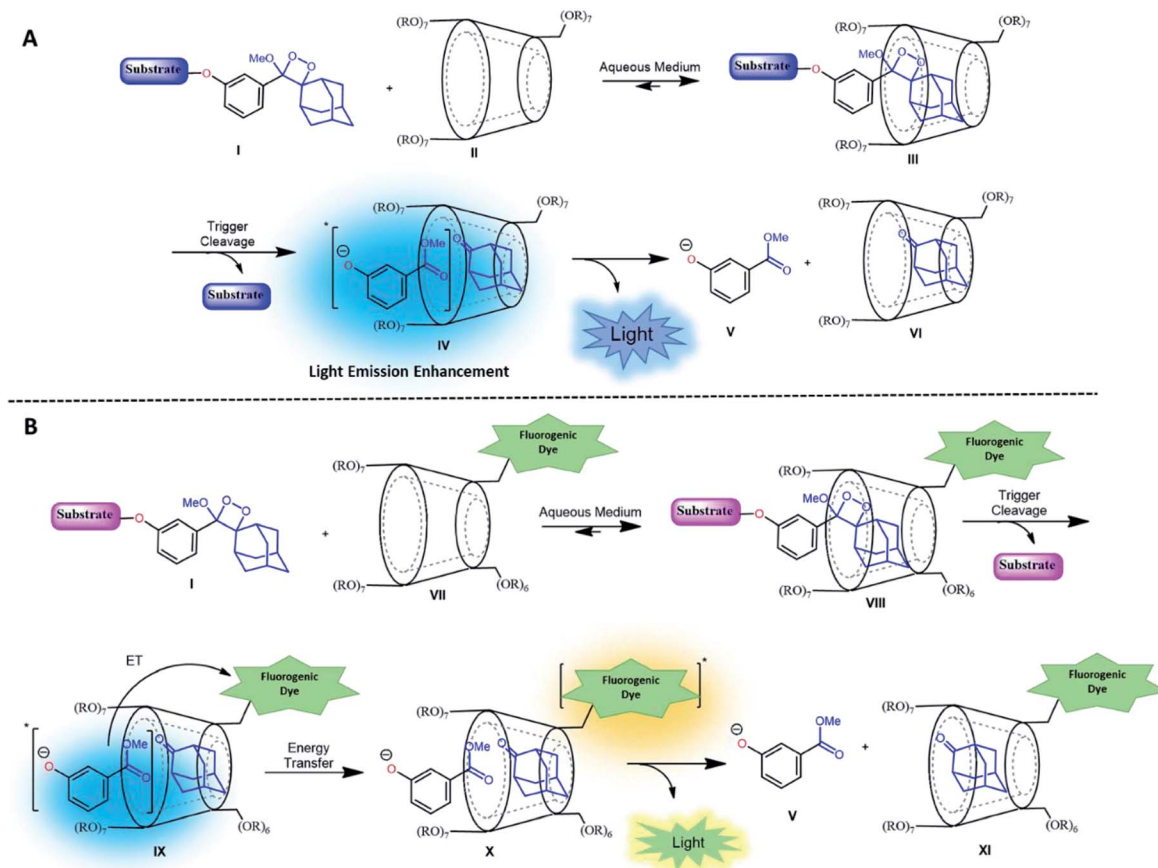 A
(RO)7
(OR)7
Substrate
O
MeO
O
O
+
(RO)7
I
II
Aqueous Medium
(RO)7
(OR)7
Substrate
O
MeO
O
O
(RO)7
III
Trigger
Cleavage
Substrate
*
(RO)7
(OR)7
⊖
O
OMe
O
O
(RO)7
IV
Light Emission Enhancement
Light
⊖
O
OMe
O
V
+
(RO)7
(OR)7
O
(RO)7
VI
B
Fluorogenic
Dye
(RO)7
Substrate
O
MeO
O
O
+
(RO)7
(OR)6
I
VII
Aqueous Medium
Fluorogenic
Dye
(RO)7
Substrate
O
MeO
O
O
(RO)7
(OR)6
VIII
Trigger
Cleavage
Substrate
ET
Fluorogenic
Dye
*
(RO)7
⊖
O
OMe
O
O
(RO)7
(OR)6
IX
Energy
Transfer
Fluorogenic
Dye
*
(RO)7
⊖
O
OMe
O
O
(RO)7
(OR)6
X
Light
⊖
O
OMe
O
V
+
Fluorogenic
Dye
(RO)7
O
(RO)7
(OR)6
XI